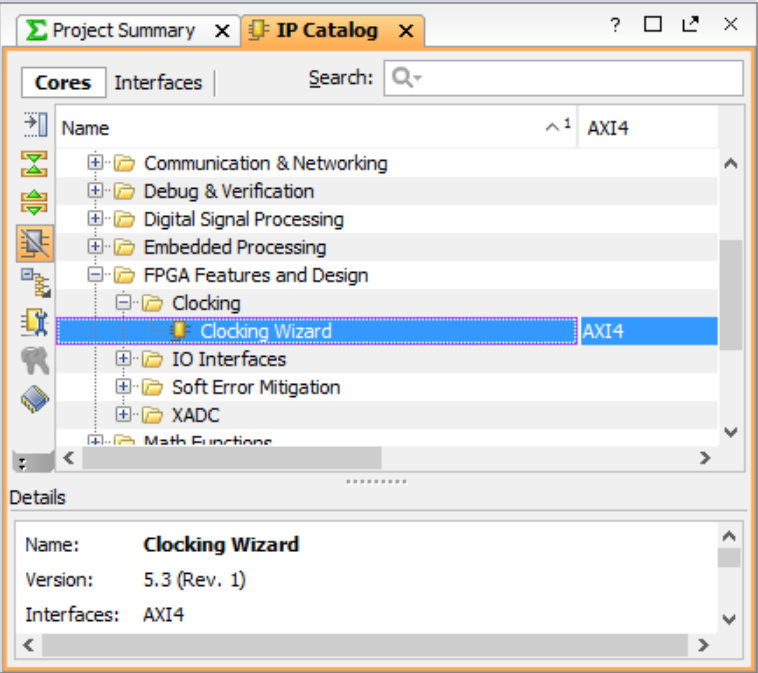 Project Summary X IP Catalog X ?
Cores Interfaces Search:
Name 1 AXI4
Communication & Networking
Debug & Verification
Digital Signal Processing
Embedded Processing
FPGA Features and Design
Clocking
Clocking Wizard AXI4
IO Interfaces
Soft Error Mitigation
XADC
Math Functions
Details
Name: Clocking Wizard
Version: 5.3 (Rev. 1)
Interfaces: AXI4